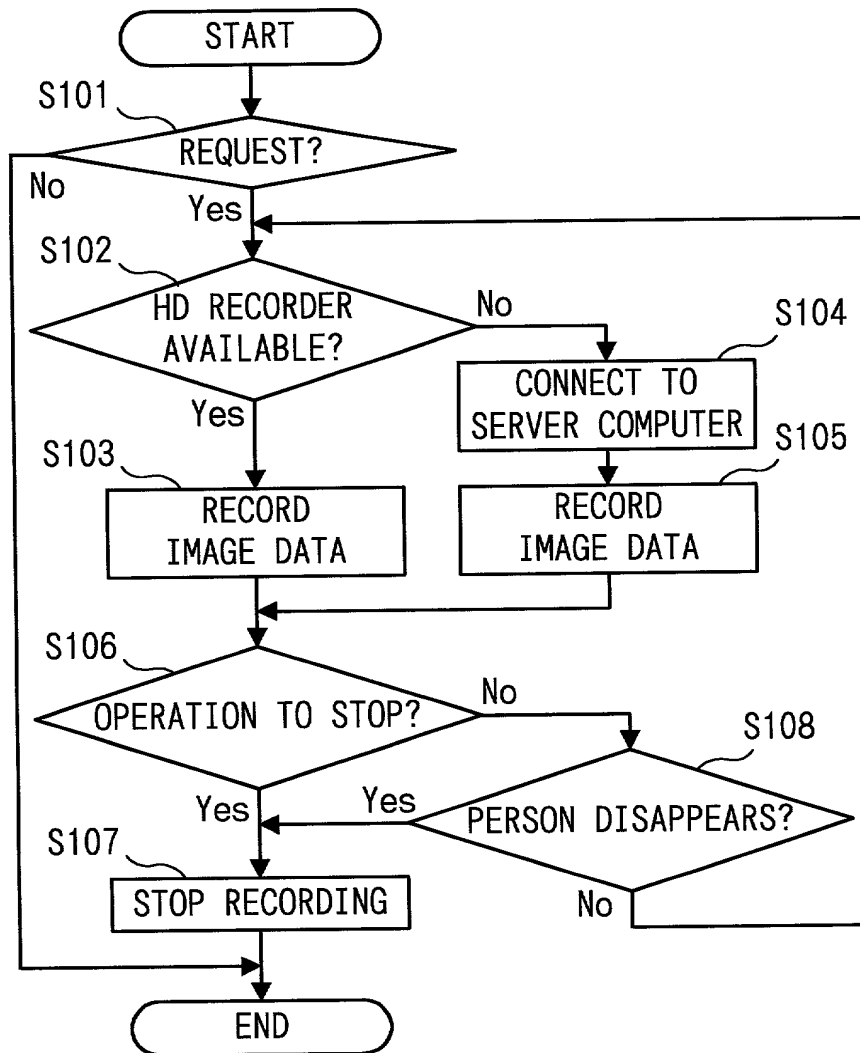 START
S101
REQUEST?
No
Yes
S102
HD RECORDER
AVAILABLE?
No
S104
CONNECT TO
SERVER COMPUTER
Yes
S103
RECORD
IMAGE DATA
S105
RECORD
IMAGE DATA
S106
OPERATION TO STOP?
No
S108
PERSON DISAPPEARS?
Yes
Yes
No
S107
STOP RECORDING
END